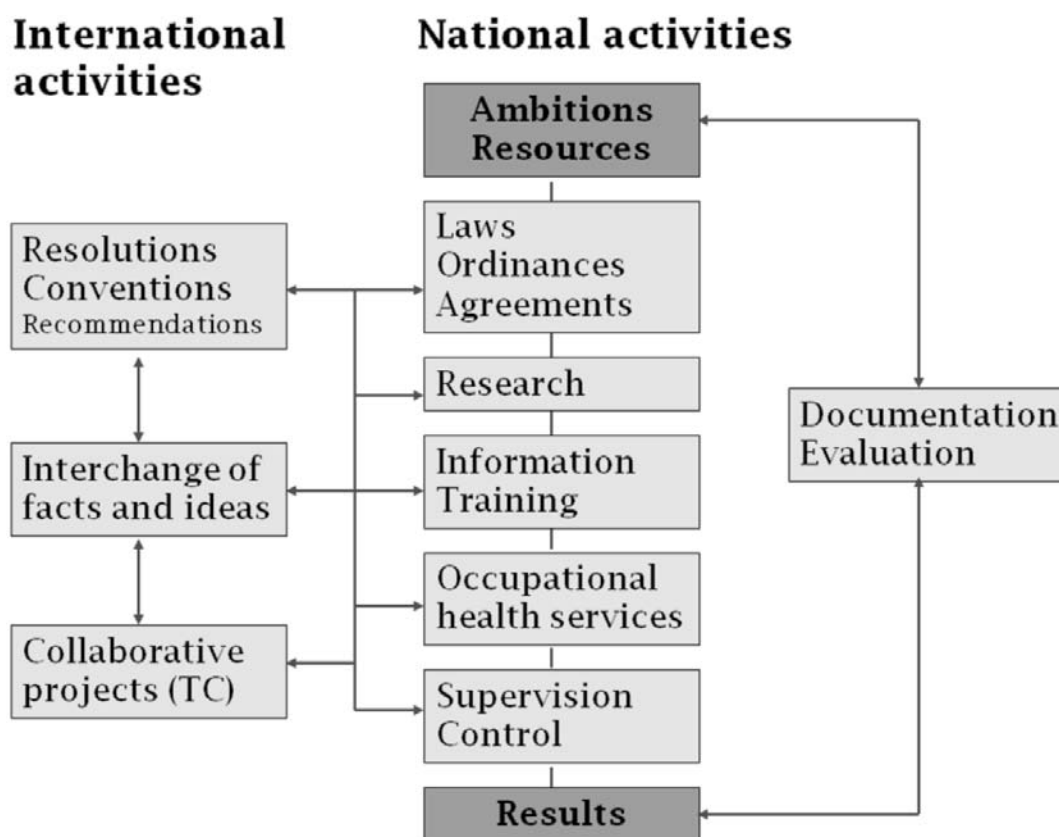 International
activities
National activities
Ambitions
Resources
Resolutions
Conventions
Recommendations
Laws
Ordinances
Agreements
Research
Interchange of
facts and ideas
Information
Training
Documentation
Evaluation
Occupational
health services
Collaborative
projects (TC)
Supervision
Control
Results